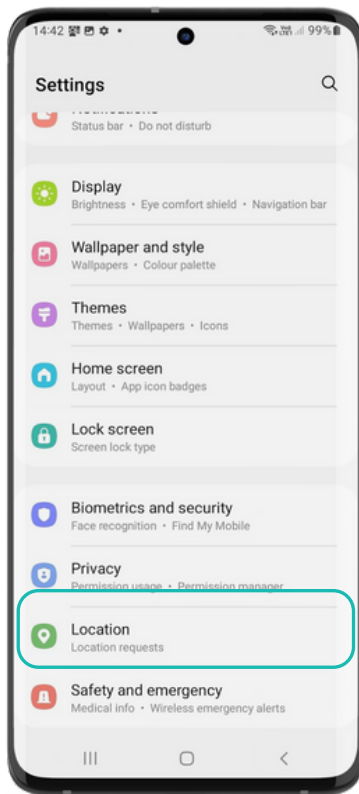 14:42 99%
Settings
Status bar • Do not disturb
Display
Brightness • Eye comfort shield • Navigation bar
Wallpaper and style
Wallpapers • Colour palette
Themes
Themes • Wallpapers • Icons
Home screen
Layout • App icon badges
Lock screen
Screen lock type
Biometrics and security
Face recognition • Find My Mobile
Privacy
Permission usage • Permission manager
Location
Location requests
Safety and emergency
Medical info • Wireless emergency alerts